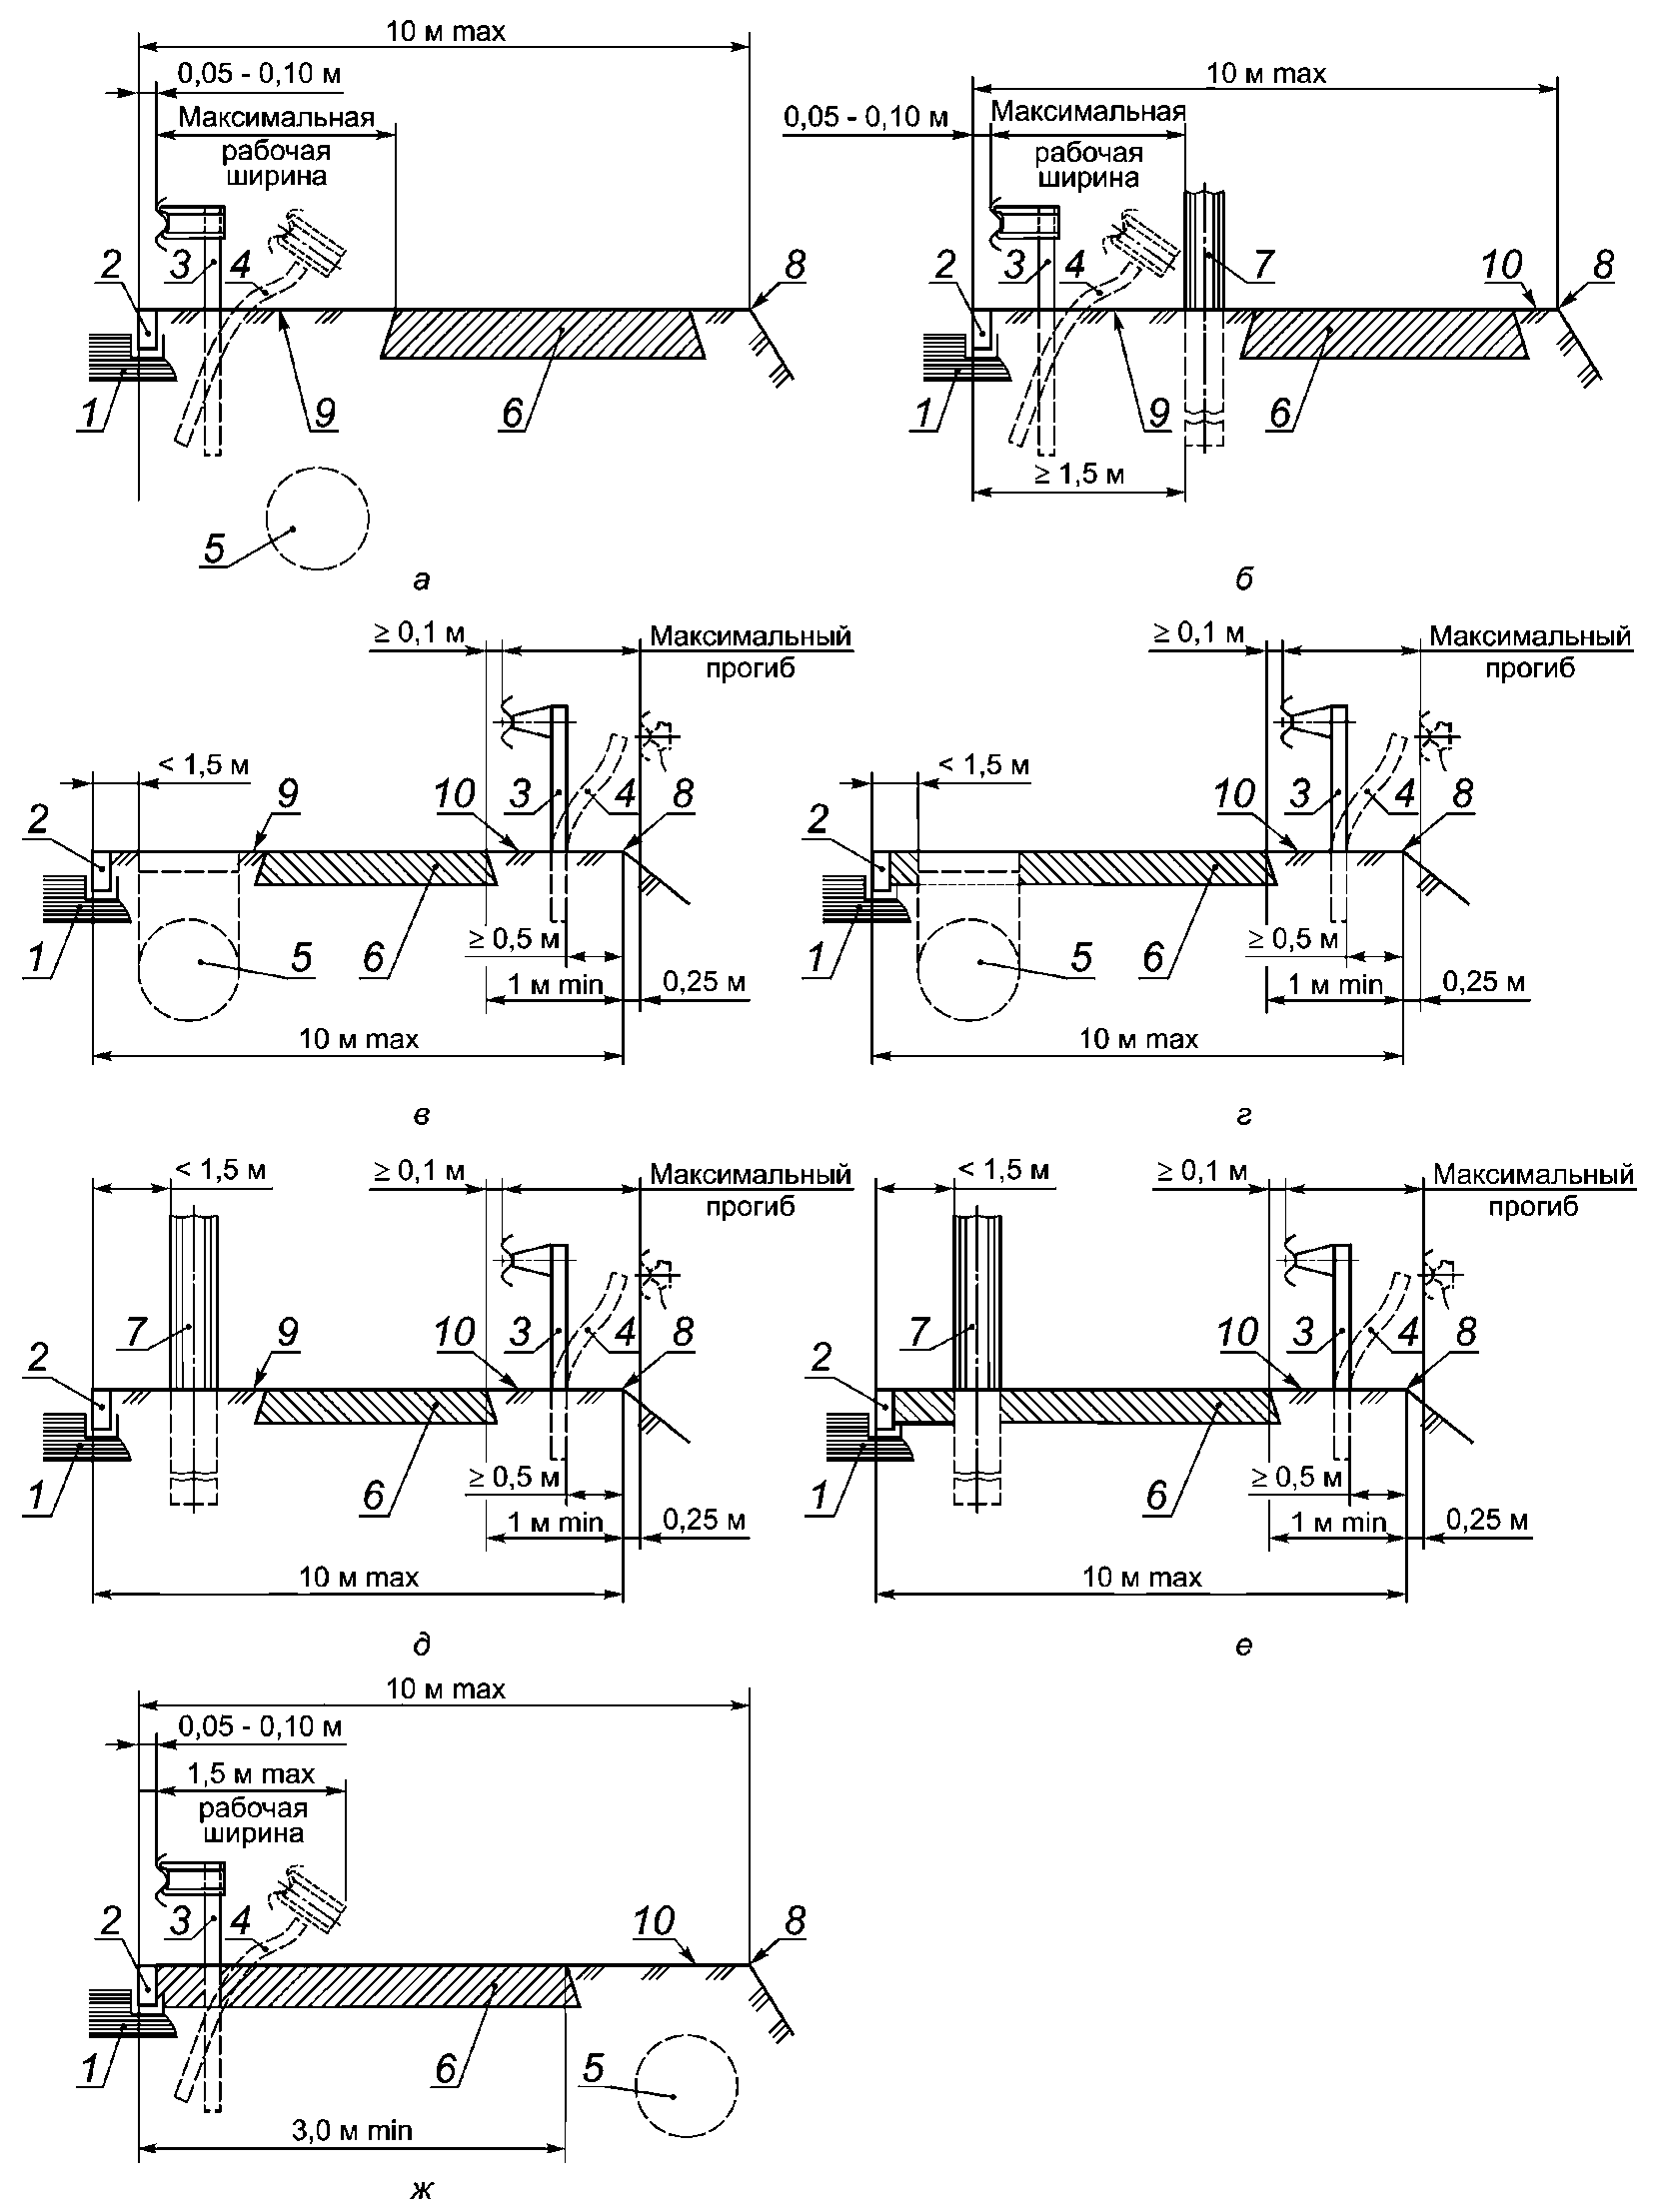 10 м max
0,05 - 0,10 м
Максимальная
рабочая
ширина
2
3
4
8
1
9
6
5
а
10 м max
0,05 - 0,10 м
Максимальная
рабочая
ширина
2
3
4
7
10
8
1
9
6
≥ 1,5 м
б
≥ 0,1 м
Максимальный
прогиб
< 1,5 м
2
9
10
3
4
8
1
5
6
≥ 0,5 м
1 м min
0,25 м
10 м max
в
≥ 0,1 м
Максимальный
прогиб
< 1,5 м
2
10
3
4
8
1
5
6
≥ 0,5 м
1 м min
0,25 м
10 м max
г
< 1,5 м
≥ 0,1 м
Максимальный
прогиб
7
2
9
10
3
4
8
1
6
≥ 0,5 м
1 м min
0,25 м
10 м max
д
< 1,5 м
≥ 0,1 м
Максимальный
прогиб
7
2
10
3
4
8
1
6
≥ 0,5 м
1 м min
0,25 м
10 м max
е
10 м max
0,05 - 0,10 м
1,5 м max
рабочая
ширина
2
3
4
10
8
1
6
5
3,0 м min
ж